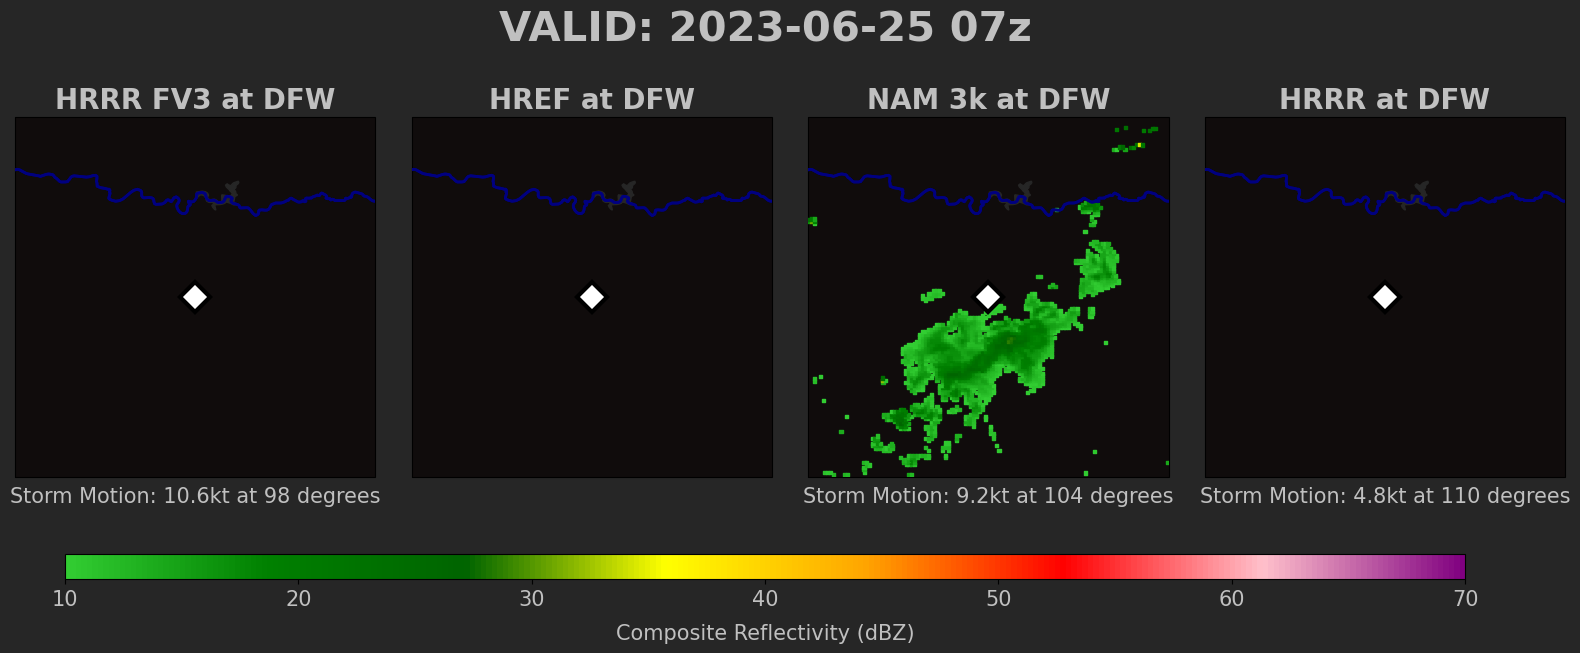 VALID: 2023-06-25 07z
HRRR FV3 at DFW
HREF at DFW
NAM 3k at DFW
HRRR at DFW
Storm Motion: 10.6kt at 98 degrees
Storm Motion: 9.2kt at 104 degrees
Storm Motion: 4.8kt at 110 degrees
10 20 30 40 50 60 70
Composite Reflectivity (dBZ)